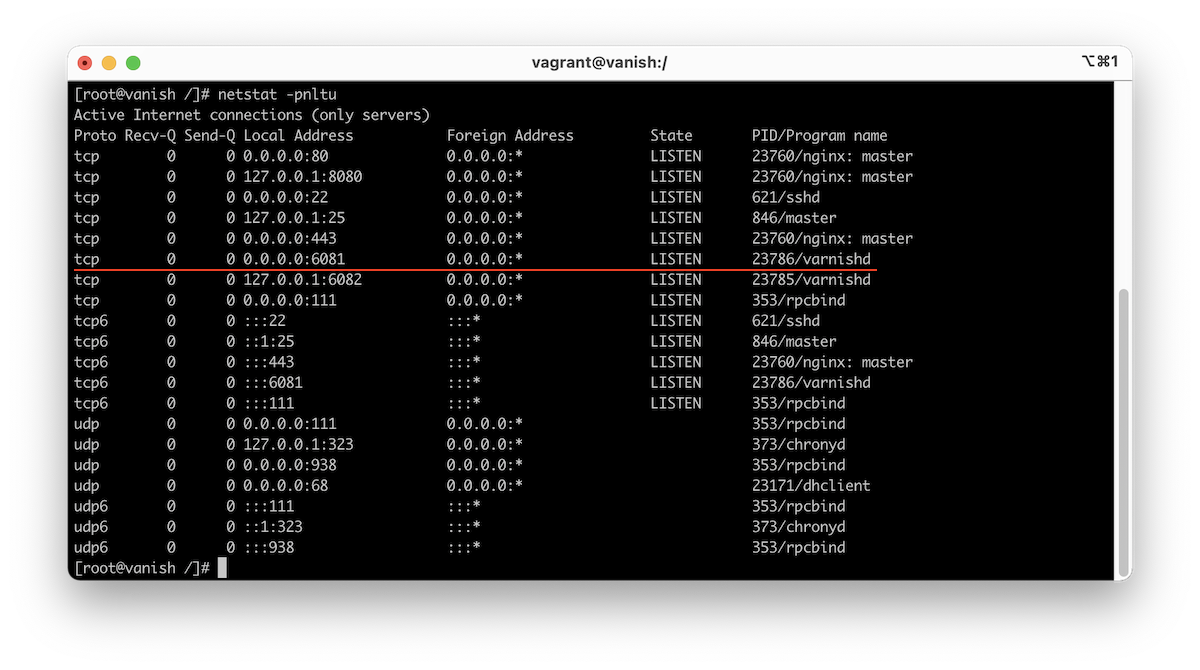 vagrant@vanish:/ ⌥⌘1
[root@vanish /]# netstat -pnltu
Active Internet connections (only servers)
Proto Recv-Q Send-Q Local Address           Foreign Address         State       PID/Program name
tcp        0      0 0.0.0.0:80              0.0.0.0:*               LISTEN      23760/nginx: master
tcp        0      0 127.0.0.1:8080          0.0.0.0:*               LISTEN      23760/nginx: master
tcp        0      0 0.0.0.0:22              0.0.0.0:*               LISTEN      621/sshd
tcp        0      0 127.0.0.1:25            0.0.0.0:*               LISTEN      846/master
tcp        0      0 0.0.0.0:443             0.0.0.0:*               LISTEN      23760/nginx: master
tcp        0      0 0.0.0.0:6081            0.0.0.0:*               LISTEN      23786/varnishd
tcp        0      0 127.0.0.1:6082          0.0.0.0:*               LISTEN      23785/varnishd
tcp        0      0 0.0.0.0:111             0.0.0.0:*               LISTEN      353/rpcbind
tcp6       0      0 :::22                   :::*                    LISTEN      621/sshd
tcp6       0      0 ::1:25                  :::*                    LISTEN      846/master
tcp6       0      0 :::443                  :::*                    LISTEN      23760/nginx: master
tcp6       0      0 :::6081                 :::*                    LISTEN      23786/varnishd
tcp6       0      0 :::111                  :::*                    LISTEN      353/rpcbind
udp        0      0 0.0.0.0:111             0.0.0.0:*                           353/rpcbind
udp        0      0 127.0.0.1:323           0.0.0.0:*                           373/chronyd
udp        0      0 0.0.0.0:938             0.0.0.0:*                           353/rpcbind
udp        0      0 0.0.0.0:68              0.0.0.0:*                           23171/dhclient
udp6       0      0 :::111                  :::*                                353/rpcbind
udp6       0      0 ::1:323                 :::*                                373/chronyd
udp6       0      0 :::938                  :::*                                353/rpcbind
[root@vanish /]#